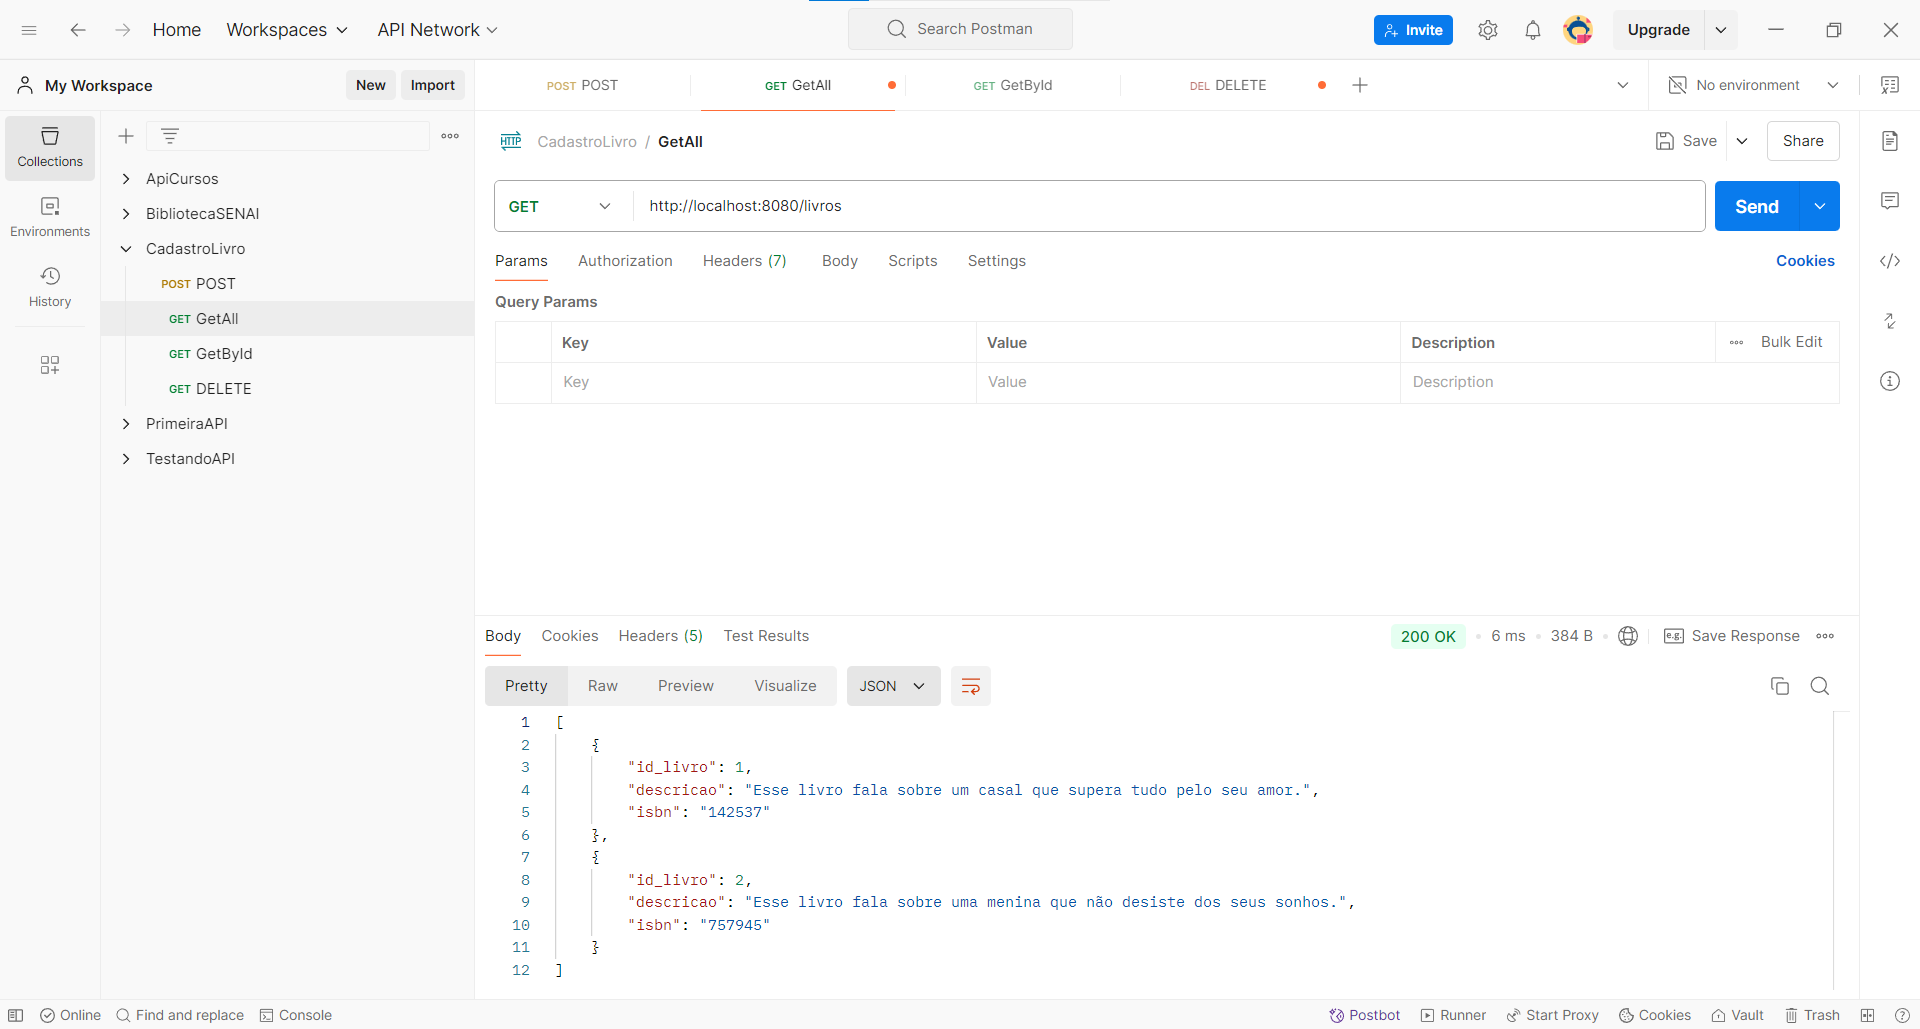 Home Workspaces API Network Search Postman Invite Upgrade
My Workspace New Import
POST POST GET GetAll GET GetById DEL DELETE No environment
Collections
Environments
History
ApiCursos
BibliotecaSENAI
CadastroLivro
POST POST
GET GetAll
GET GetById
GET DELETE
PrimeiraAPI
TestandoAPI
HTTP CadastroLivro / GetAll Save Share
GET http://localhost:8080/livros Send
Params Authorization Headers (7) Body Scripts Settings Cookies
Query Params
Key Value Description Bulk Edit
Key Value Description
Body Cookies Headers (5) Test Results 200 OK 6 ms 384 B e.g. Save Response
Pretty Raw Preview Visualize JSON
1 [
2 {
3 "id_livro": 1,
4 "descricao": "Esse livro fala sobre um casal que supera tudo pelo seu amor.",
5 "isbn": "142537"
6 },
7 {
8 "id_livro": 2,
9 "descricao": "Esse livro fala sobre uma menina que não desiste dos seus sonhos.",
10 "isbn": "757945"
11 }
12 ]
Online Find and replace Console Postbot Runner Start Proxy Cookies Vault Trash